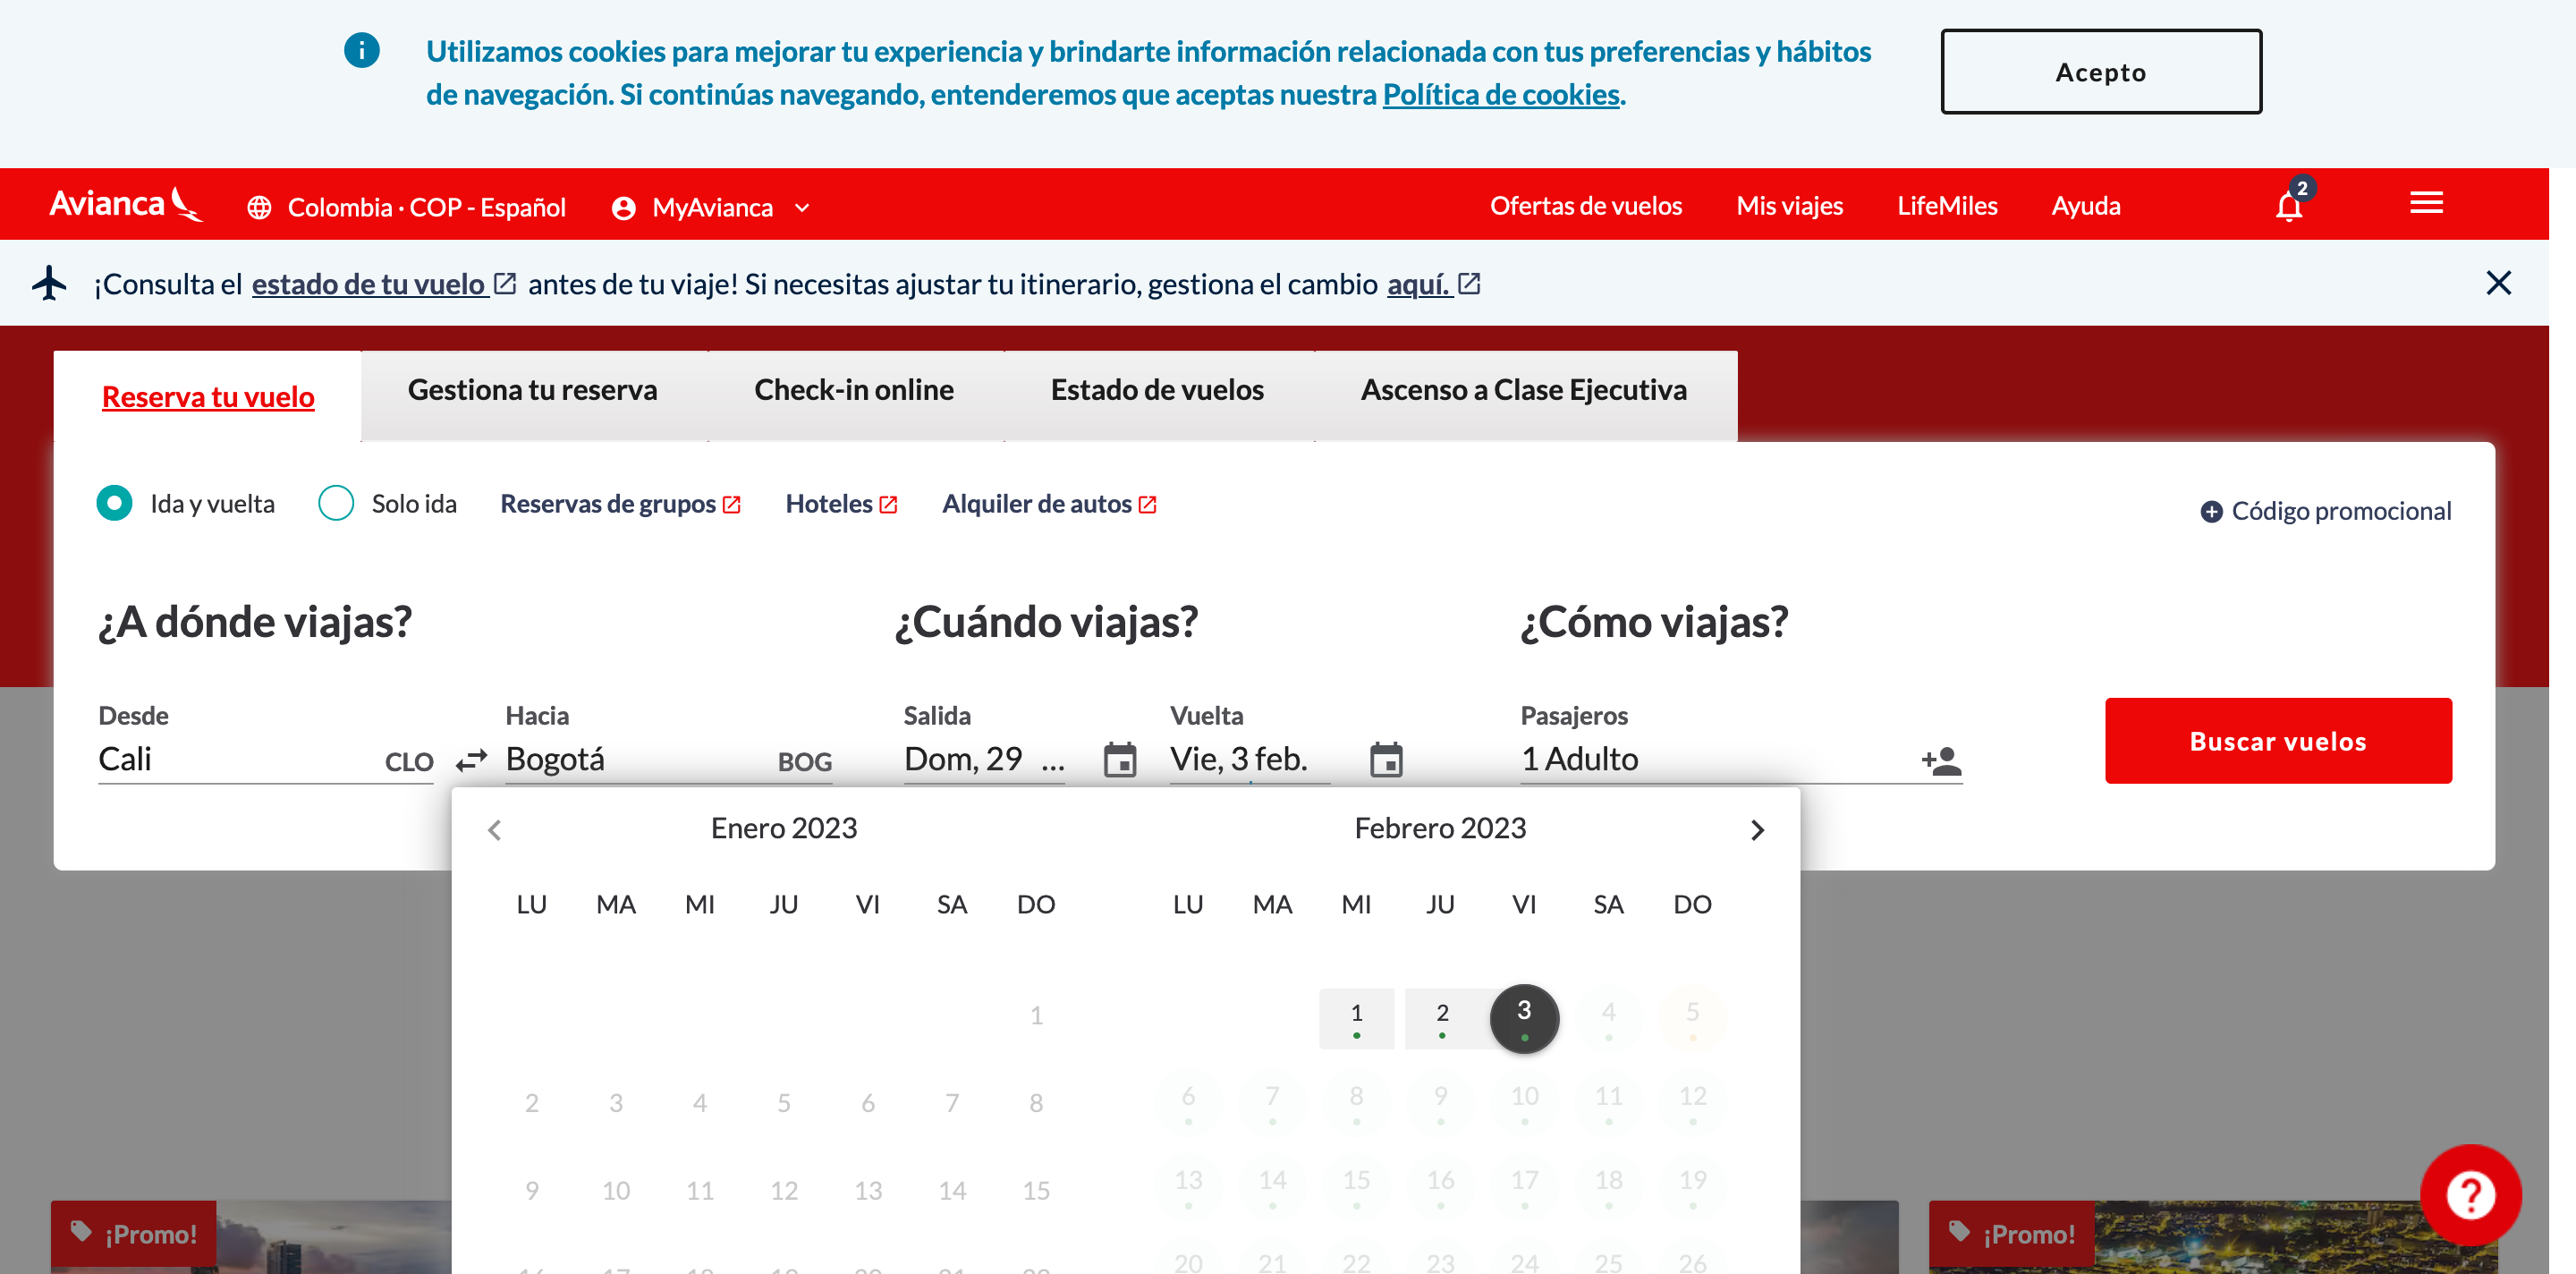 Utilizamos cookies para mejorar tu experiencia y brindarte información relacionada con tus preferencias y hábitos
de navegación. Si continúas navegando, entenderemos que aceptas nuestra Política de cookies.
Acepto
Avianca
Colombia · COP - Español
MyAvianca
Ofertas de vuelos
Mis viajes
LifeMiles
Ayuda
2
¡Consulta el estado de tu vuelo antes de tu viaje! Si necesitas ajustar tu itinerario, gestiona el cambio aquí.
Reserva tu vuelo
Gestiona tu reserva
Check-in online
Estado de vuelos
Ascenso a Clase Ejecutiva
Ida y vuelta
Solo ida
Reservas de grupos
Hoteles
Alquiler de autos
Código promocional
¿A dónde viajas?
¿Cuándo viajas?
¿Cómo viajas?
Desde
Hacia
Salida
Vuelta
Pasajeros
Cali CLO
Bogotá BOG
Dom, 29 ...
Vie, 3 feb.
1 Adulto
Buscar vuelos
Enero 2023
Febrero 2023
LU MA MI JU VI SA DO
LU MA MI JU VI SA DO
1
1 2 3 4 5
2 3 4 5 6 7 8
6 7 8 9 10 11 12
9 10 11 12 13 14 15
13 14 15 16 17 18 19
20 21 22 23 24 25 26
¡Promo!
¡Promo!
?